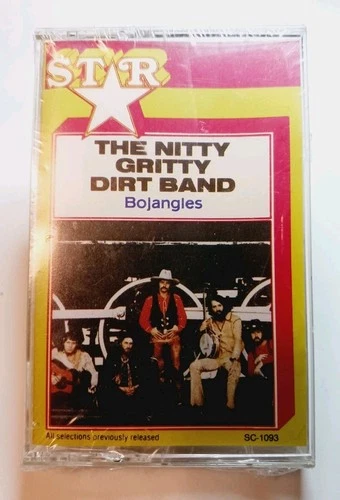 STAR
THE NITTY
GRITTY
DIRT BAND
Bojangles
All selections previously released
SC-1093